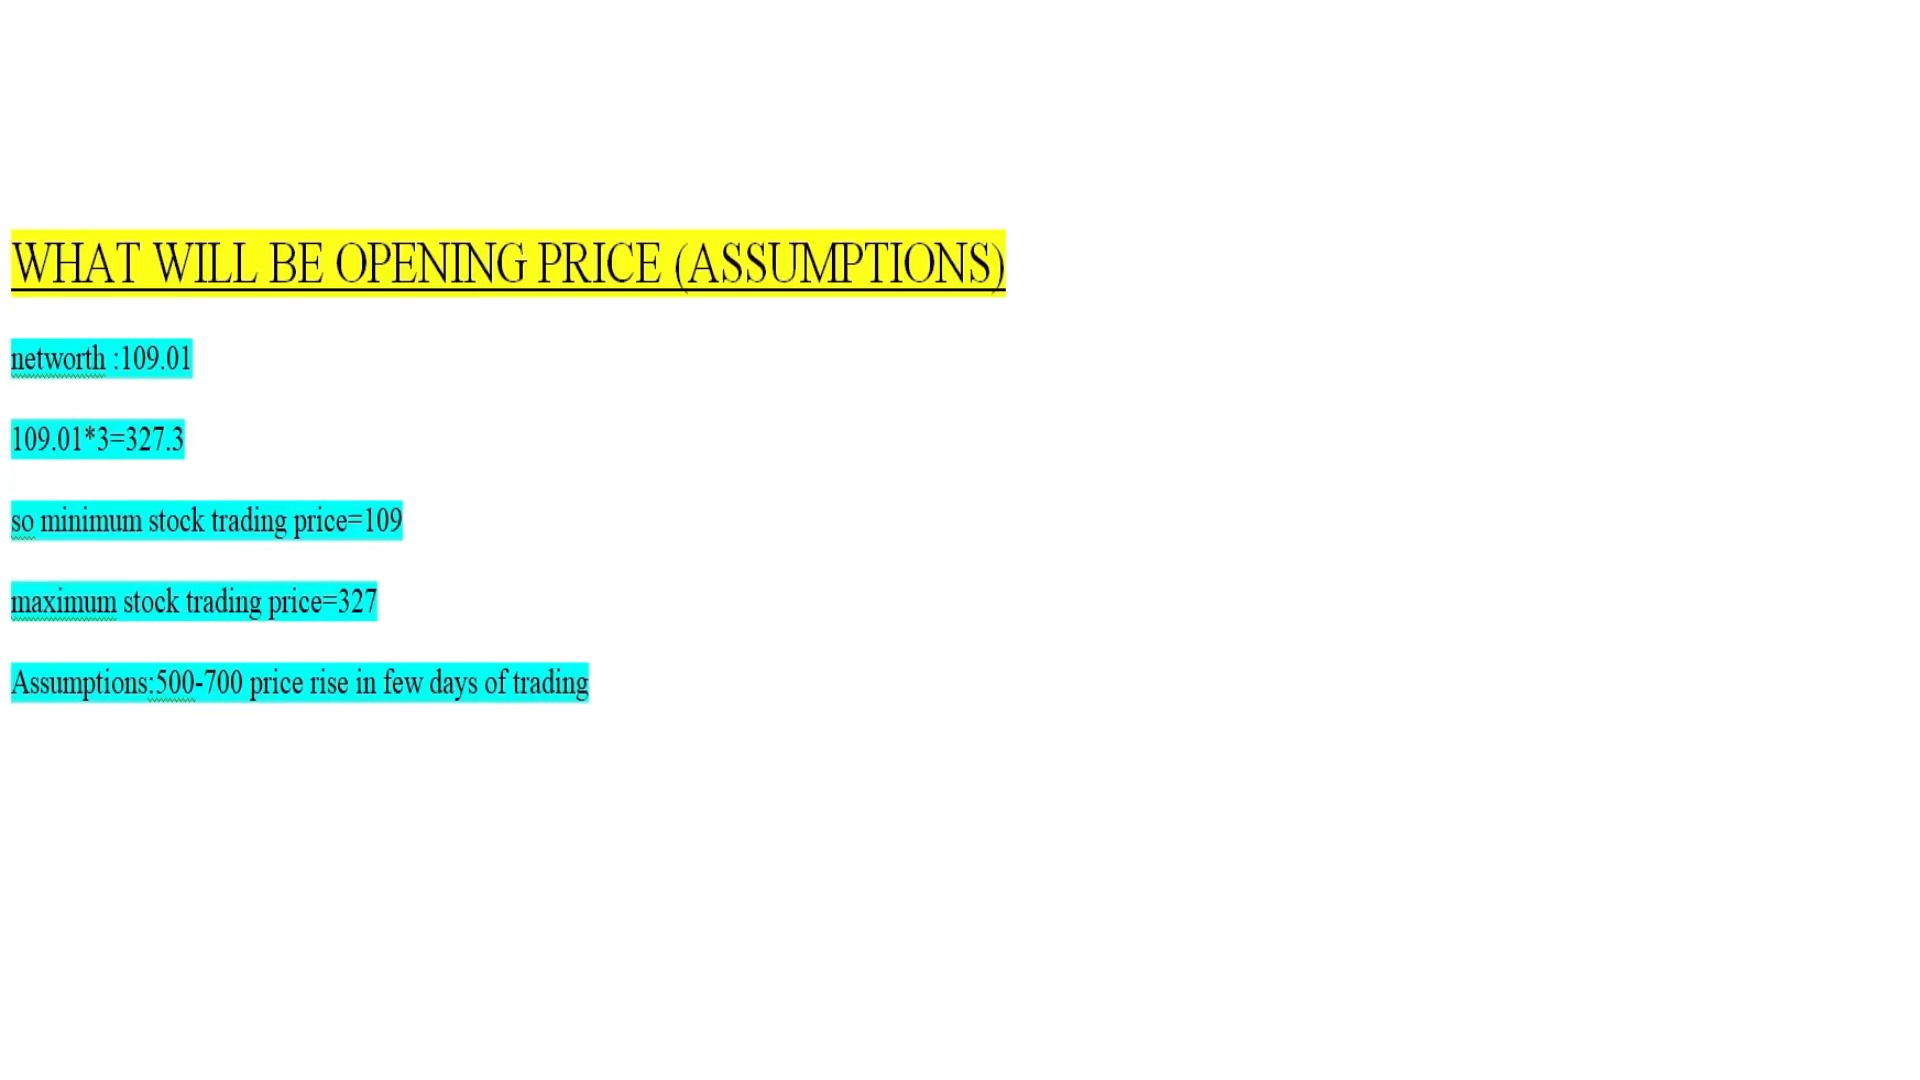 WHAT WILL BE OPENING PRICE (ASSUMPTIONS)
networth :109.01
109.01*3=327.3
so minimum stock trading price=109
maximum stock trading price=327
Assumptions:500-700 price rise in few days of trading